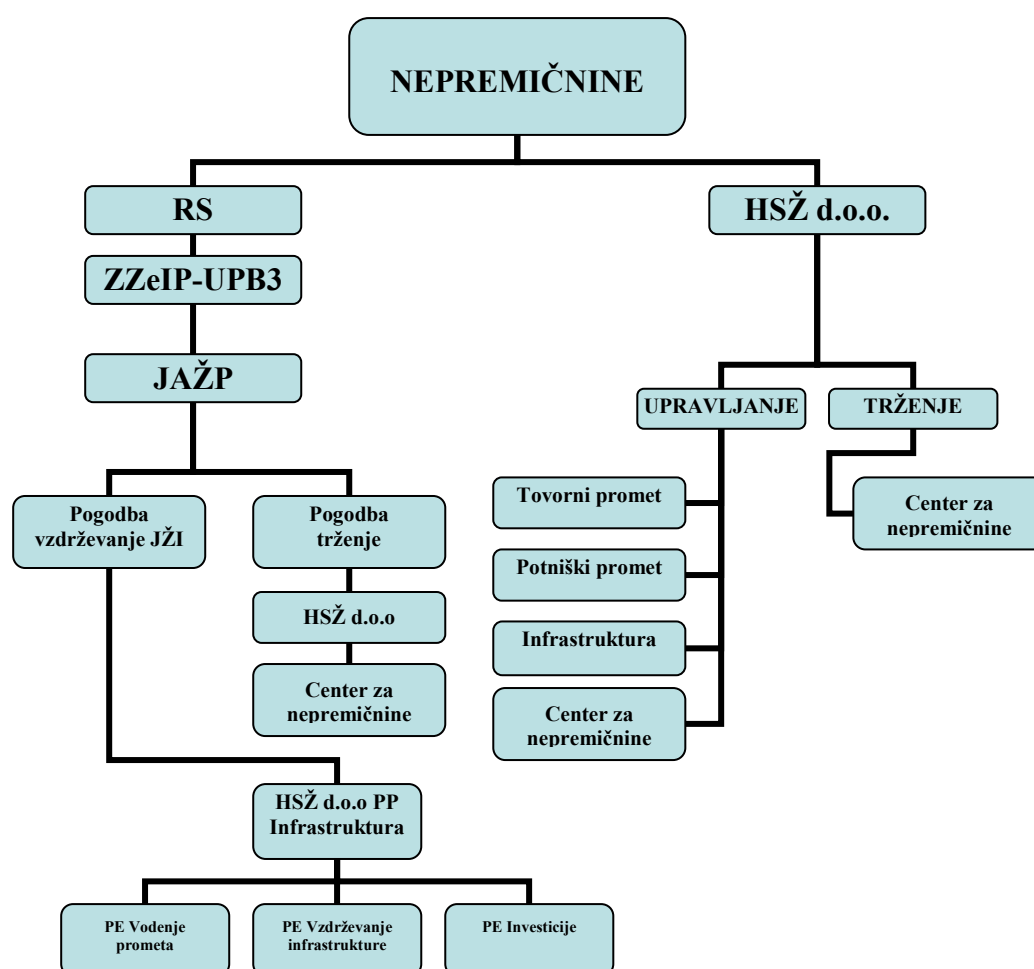 NEPREMIČNINE
RS
HSŽ d.o.o.
ZZeIP-UPB3
JAŽP
UPRAVLJANJE
TRŽENJE
Pogodba
vzdrževanje JŽI
Pogodba
trženje
Tovorni promet
Center za
nepremičnine
Potniški promet
HSŽ d.o.o
Infrastruktura
Center za
nepremičnine
Center za
nepremičnine
HSŽ d.o.o PP
Infrastruktura
PE Vodenje
prometa
PE Vzdrževanje
infrastrukture
PE Investicije